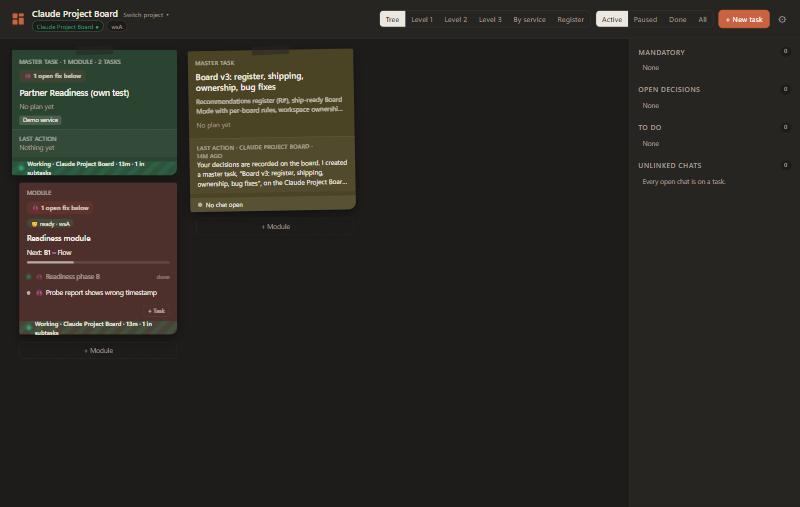 Claude Project Board Switch project
Claude Project Board wsA
Tree Level 1 Level 2 Level 3 By service Register
Active Paused Done All
+ New task
MASTER TASK · 1 MODULE · 2 TASKS
1 open fix below
Partner Readiness (own test)
No plan yet
Demo service
LAST ACTION
Nothing yet
Working · Claude Project Board · 13m · 1 in
subtasks
MODULE
1 open fix below
ready · wsA
Readiness module
Next: B1 – Flow
Readiness phase B done
Probe report shows wrong timestamp
+ Task
Working · Claude Project Board · 13m · 1 in
subtasks
+ Module
MASTER TASK
Board v3: register, shipping,
ownership, bug fixes
Recommendations register (R#), ship-ready Board
Mode with per-board rules, workspace ownershi...
No plan yet
LAST ACTION · CLAUDE PROJECT BOARD ·
14M AGO
Your decisions are recorded on the board. I created
a master task, "Board v3: register, shipping,
ownership, bug fixes", on the Claude Project Boar...
No chat open
+ Module
MANDATORY 0
None
OPEN DECISIONS 0
None
TO DO 0
None
UNLINKED CHATS 0
Every open chat is on a task.